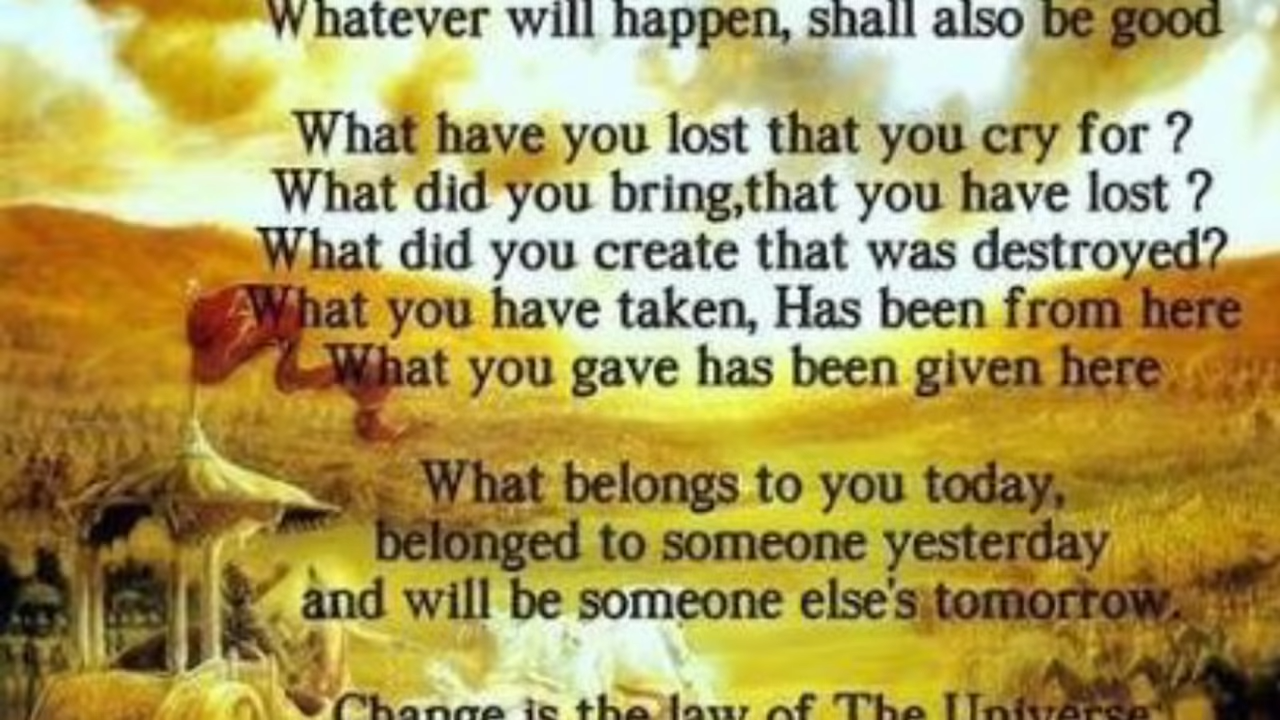 Whatever will happen, shall also be good
What have you lost that you cry for ?
What did you bring,that you have lost ?
What did you create that was destroyed?
What you have taken, Has been from here
What you gave has been given here
What belongs to you today,
belonged to someone yesterday
and will be someone else's tomorrow.
Change is the law of The Universe